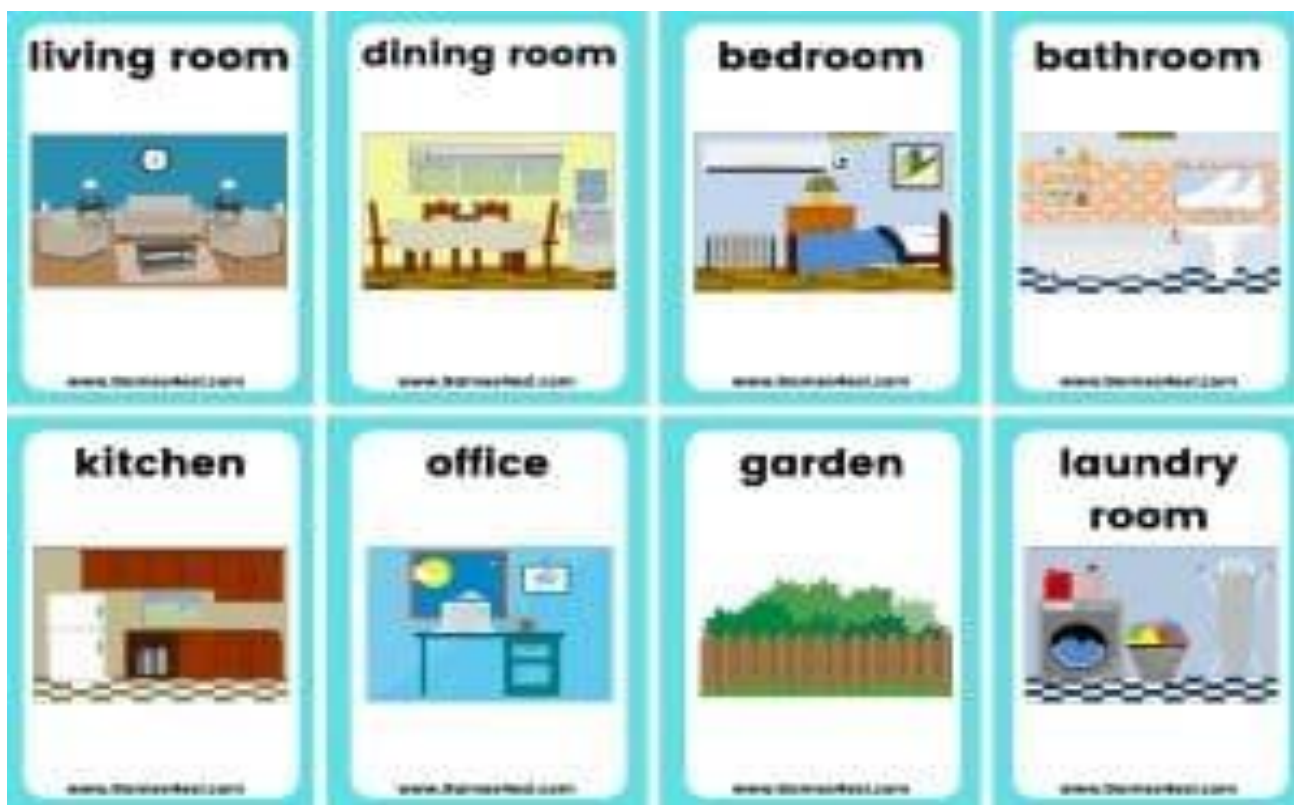 living room
dining room
bedroom
bathroom
kitchen
office
garden
laundry
room